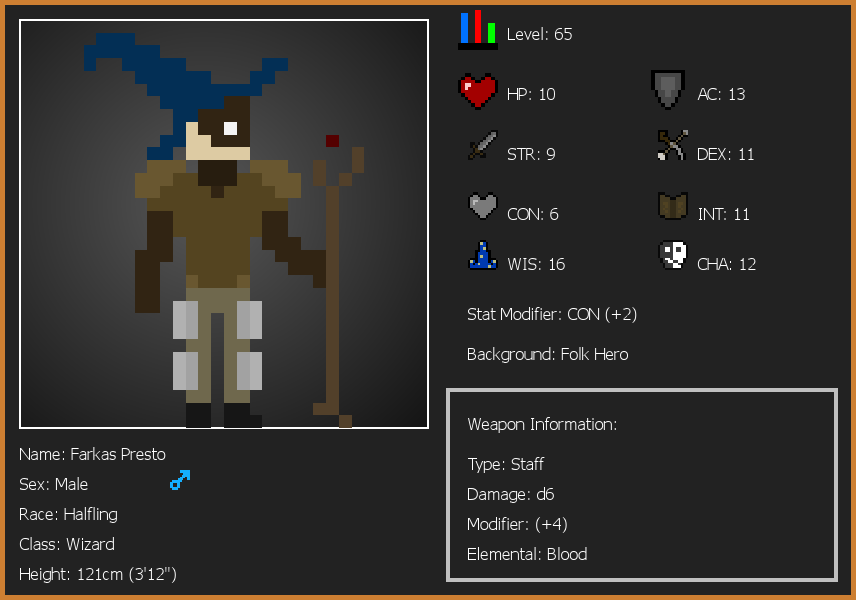 Level: 65
HP: 10
AC: 13
STR: 9
DEX: 11
CON: 6
INT: 11
WIS: 16
CHA: 12
Stat Modifier: CON (+2)
Background: Folk Hero
Weapon Information:
Type: Staff
Damage: d6
Modifier: (+4)
Elemental: Blood
Name: Farkas Presto
Sex: Male
Race: Halfling
Class: Wizard
Height: 121cm (3'12")